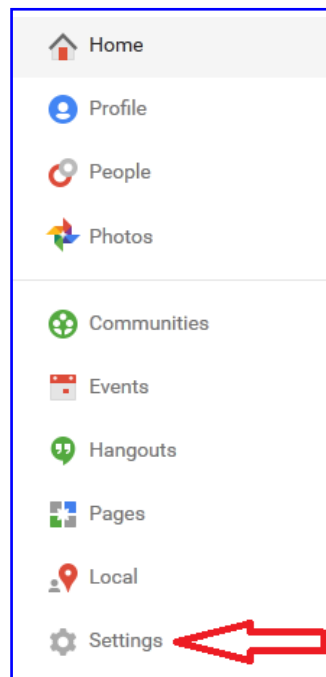 Home
Profile
People
Photos
Communities
Events
Hangouts
Pages
Local
Settings